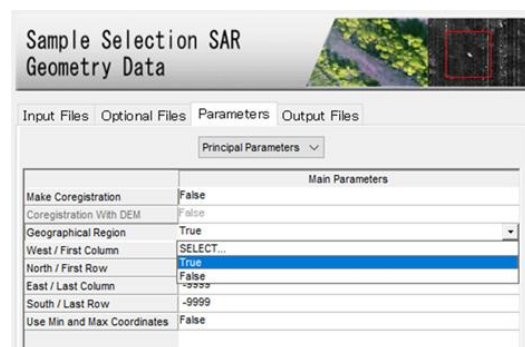 Sample Selection SAR
Geometry Data
Input Files Optional Files Parameters Output Files
Principal Parameters
Main Parameters
Make Coregistration False
Coregistration With DEM False
Geographical Region True
West / First Column SELECT...
North / First Row True
False
East / Last Column -9999
South / Last Row -9999
Use Min and Max Coordinates False